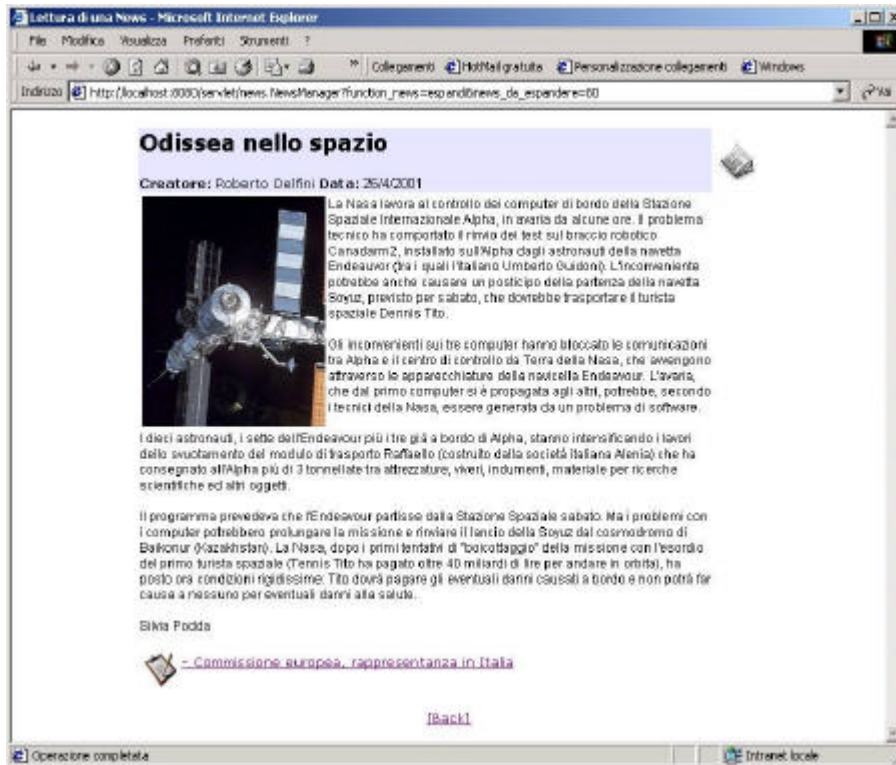 Lettura di una News - Microsoft Internet Explorer
File Modifica Visualizza Preferiti Strumenti ?
» Collegamenti HotMail gratuita Personalizzazione collegamenti Windows
Indirizzo http://localhost:8080/servlet/news.NewsManager?function_news=espandi&news_da_espandere=60 Vai
Odissea nello spazio
Creatore: Roberto Delfini Data: 26/4/2001
La Nasa lavora al controllo dei computer di bordo della Stazione
Spaziale Internazionale Alpha, in avaria da alcune ore. Il problema
tecnico ha comportato il rinvio dei test sul braccio robotico
Canadarm2, installato sull'Alpha dagli astronauti della navetta
Endeauvor (tra i quali l'italiano Umberto Guidoni). L'inconveniente
potrebbe anche causare un posticipo della partenza della navetta
Soyuz, previsto per sabato, che dovrebbe trasportare il turista
spaziale Dennis Tito.
Gli inconvenienti sui tre computer hanno bloccato le comunicazioni
tra Alpha e il centro di controllo da Terra della Nasa, che avvengono
attraverso le apparecchiature della navicella Endeavour. L'avaria,
che dal primo computer si è propagata agli altri, potrebbe, secondo
i tecnici della Nasa, essere generata da un problema di software.
I dieci astronauti, i sette dell'Endeavour più i tre già a bordo di Alpha, stanno intensificando i lavori
dello svuotamento del modulo di trasporto Raffaello (costruito dalla società italiana Alenia) che ha
consegnato all'Alpha più di 3 tonnellate tra attrezzature, viveri, indumenti, materiale per ricerche
scientifiche ed altri oggetti.
Il programma prevedeva che l'Endeavour partisse dalla Stazione Spaziale sabato. Ma i problemi con
i computer potrebbero prolungare la missione e rinviare il lancio della Soyuz dal cosmodromo di
Baikonur (Kazakhstan). La Nasa, dopo i primi tentativi di "boicottaggio" della missione con l'esordio
del primo turista spaziale (Tennis Tito ha pagato oltre 40 miliardi di lire per andare in orbita), ha
posto ora condizioni rigidissime: Tito dovrà pagare gli eventuali danni causati a bordo e non potrà far
causa a nessuno per eventuali danni alla salute.
Silvia Podda
- Commissione europea, rappresentanza in Italia
[Back]
Operazione completata Intranet locale